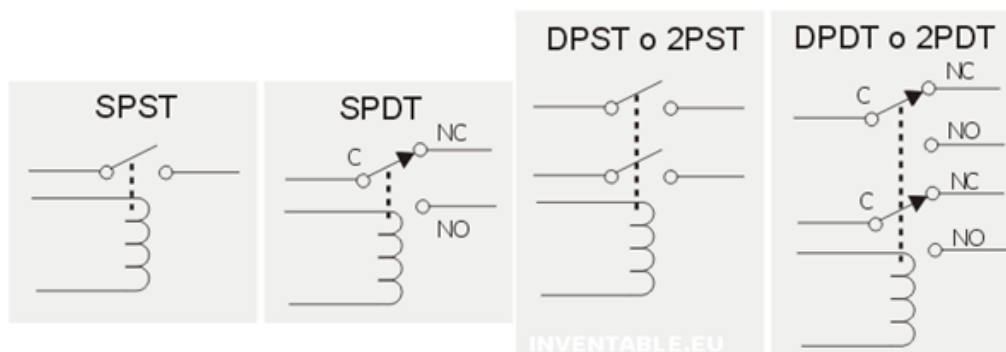 SPST
SPDT
NC
C
NO
DPST o 2PST
INVENTABLE.EU
DPDT o 2PDT
NC
C
NO
NC
C
NO